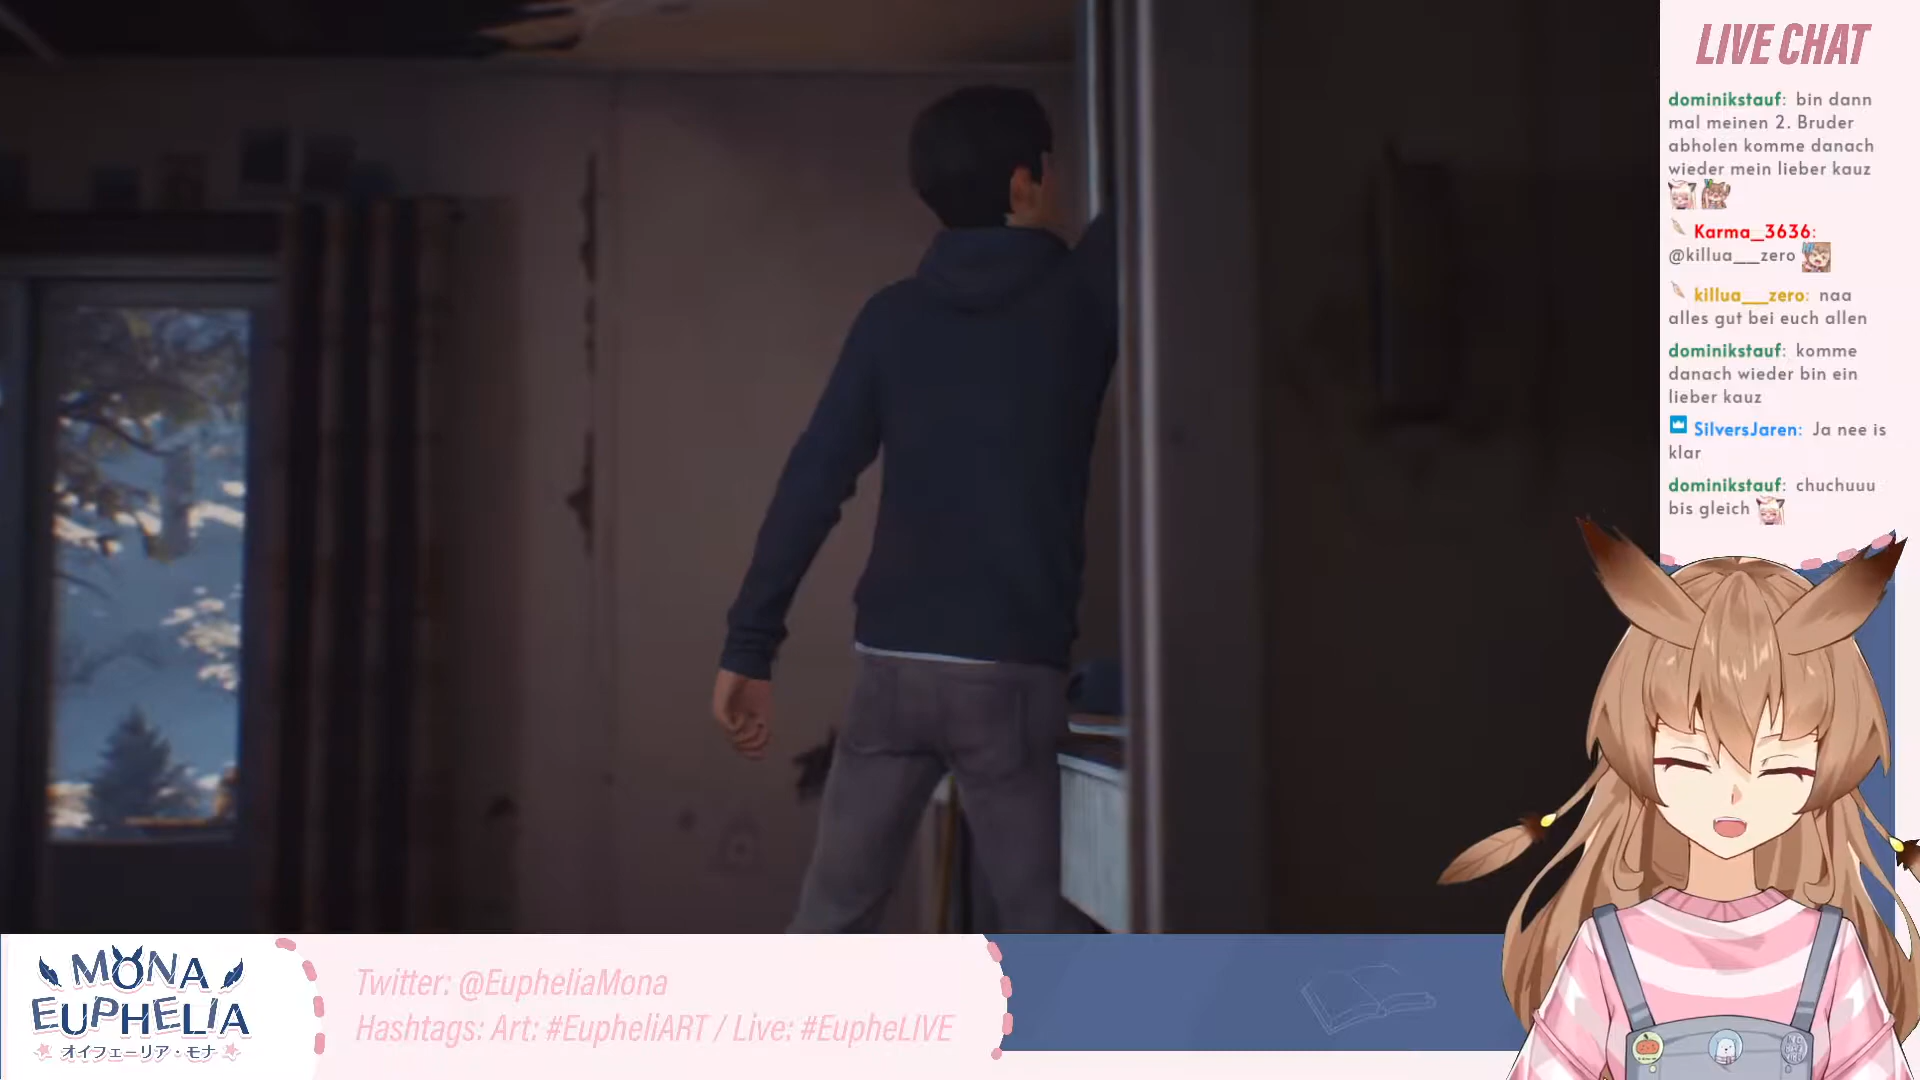 LIVE CHAT
dominikstauf: bin dann
mal meinen 2. Bruder
abholen komme danach
wieder mein lieber kauz
Karma_3636:
@killua__zero
killua__zero: naa
alles gut bei euch allen
dominikstauf: komme
danach wieder bin ein
lieber kauz
SilversJaren: Ja nee is
klar
dominikstauf: chuchuuu
bis gleich
MONA
EUPHELIA
オイフェーリア・モナ
Twitter: @EupheliaMona
Hashtags: Art: #EupheliART / Live: #EupheLIVE